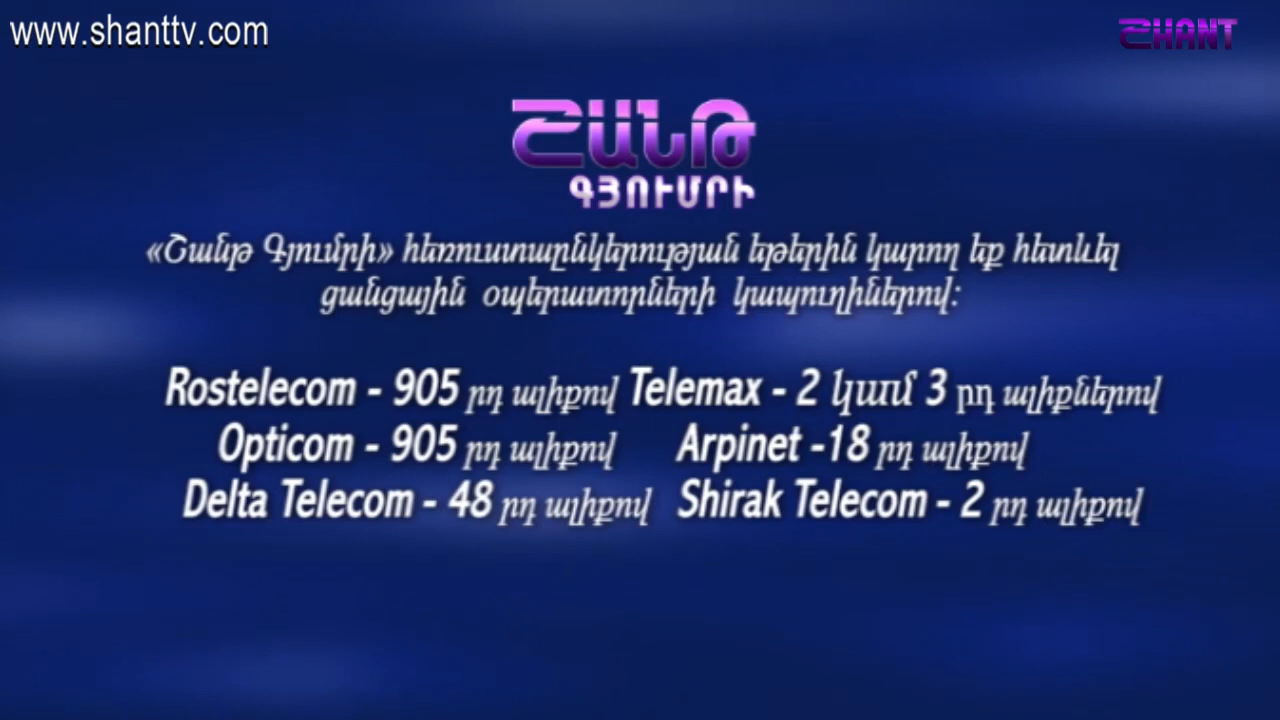 www.shanttv.com
SHANT
ՇԱՆԹ
ԳՅՈՒՄՐԻ
«Շանթ Գյումրի» հեռուստաընկերության եթերին կարող եք հետևել
ցանցային օպերատորների կապուղիներով:
Rostelecom - 905 րդ ալիքով Telemax - 2 կամ 3 րդ ալիքներով
Opticom - 905 րդ ալիքով Arpinet -18 րդ ալիքով
Delta Telecom - 48 րդ ալիքով Shirak Telecom - 2 րդ ալիքով